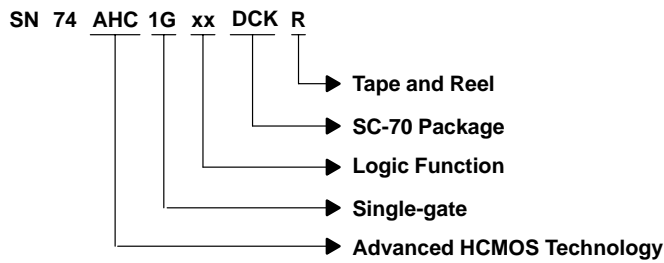 SN 74 AHC 1G xx DCK R
Tape and Reel
SC-70 Package
Logic Function
Single-gate
Advanced HCMOS Technology